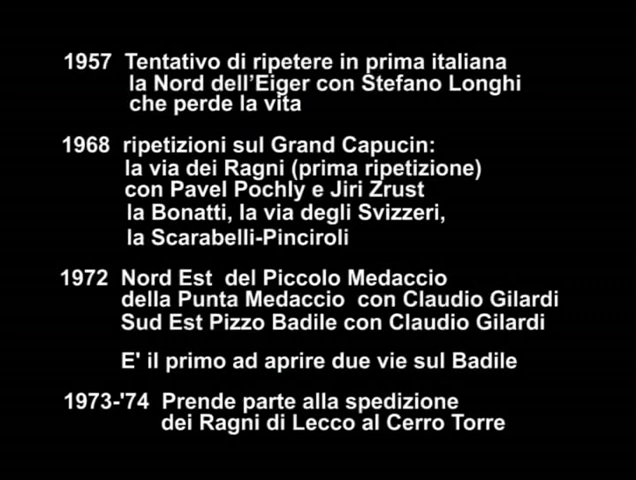 1957 Tentativo di ripetere in prima italiana
la Nord dell'Eiger con Stefano Longhi
che perde la vita
1968 ripetizioni sul Grand Capucin:
la via dei Ragni (prima ripetizione)
con Pavel Pochly e Jiri Zrust
la Bonatti, la via degli Svizzeri,
la Scarabelli-Pinciroli
1972 Nord Est del Piccolo Medaccio
della Punta Medaccio con Claudio Gilardi
Sud Est Pizzo Badile con Claudio Gilardi
E' il primo ad aprire due vie sul Badile
1973-'74 Prende parte alla spedizione
dei Ragni di Lecco al Cerro Torre